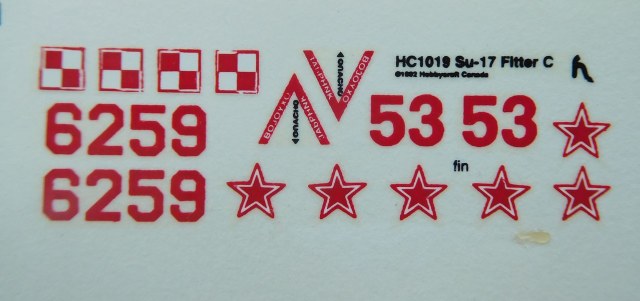 HC1019 Su-17 Fitter C
©1992 Hobbycraft Canada
6259
53 53
fin
6259